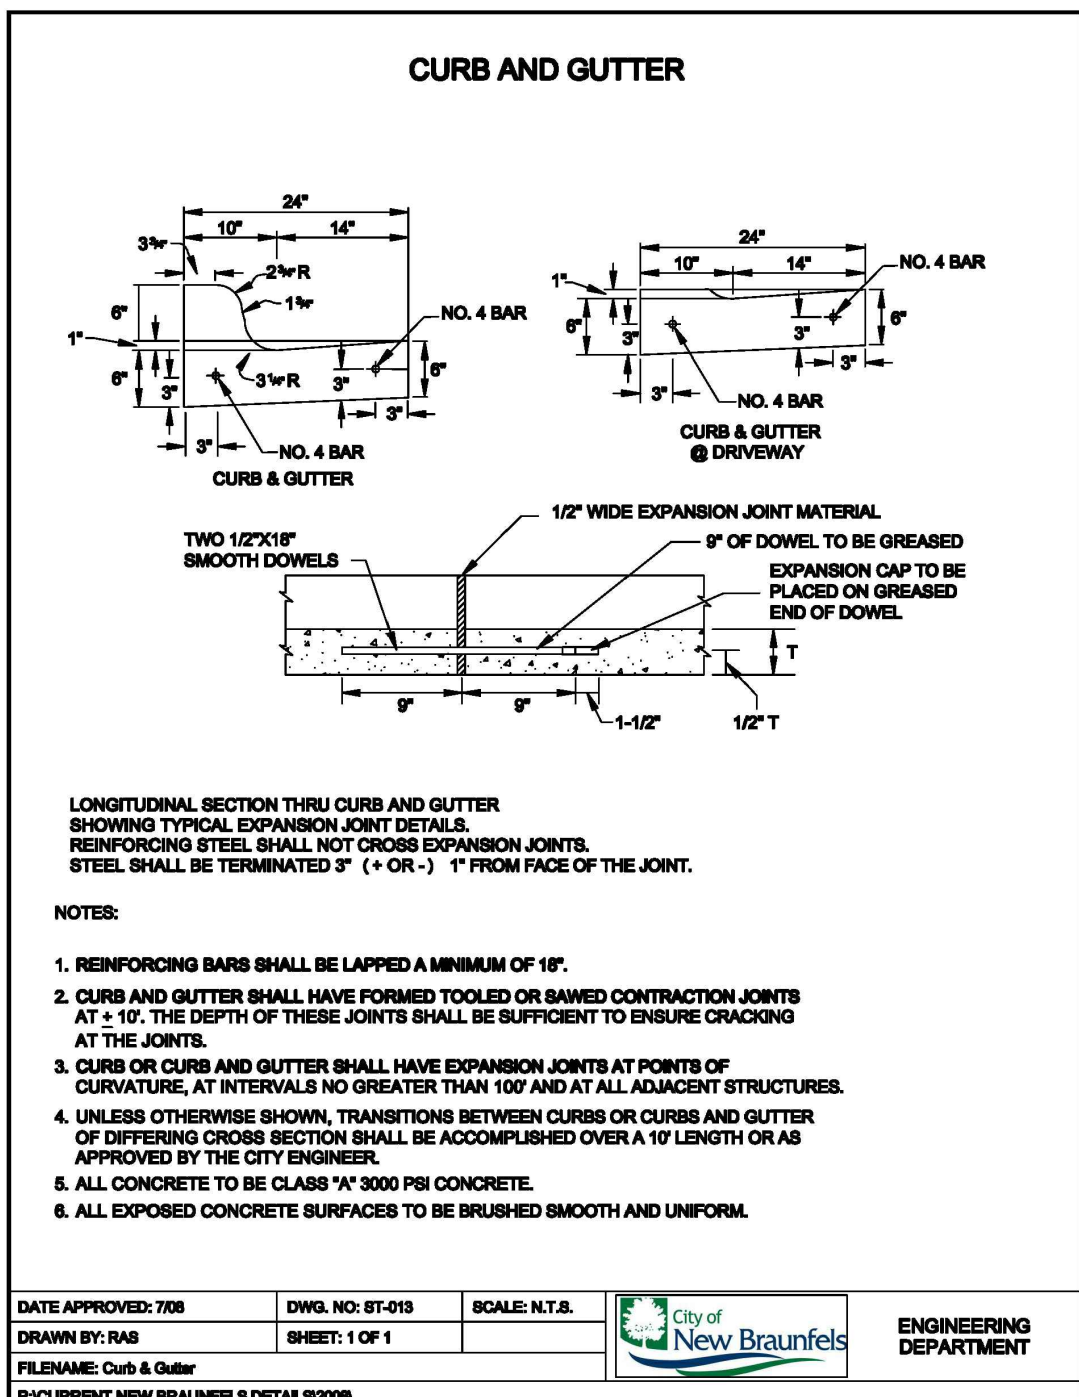 CURB AND GUTTER
24"
10"
14"
3¾"
2¾" R
1¾"
6"
1"
6"
3"
3¼" R
3"
6"
NO. 4 BAR
3"
3"
NO. 4 BAR
CURB & GUTTER
24"
10"
14"
NO. 4 BAR
1"
6"
3"
3"
6"
3"
3"
NO. 4 BAR
CURB & GUTTER
@ DRIVEWAY
1/2" WIDE EXPANSION JOINT MATERIAL
TWO 1/2"X18"
SMOOTH DOWELS
9" OF DOWEL TO BE GREASED
EXPANSION CAP TO BE
PLACED ON GREASED
END OF DOWEL
T
9"
9"
1-1/2"
1/2" T
LONGITUDINAL SECTION THRU CURB AND GUTTER
SHOWING TYPICAL EXPANSION JOINT DETAILS.
REINFORCING STEEL SHALL NOT CROSS EXPANSION JOINTS.
STEEL SHALL BE TERMINATED 3" ( + OR - ) 1" FROM FACE OF THE JOINT.
NOTES:
1. REINFORCING BARS SHALL BE LAPPED A MINIMUM OF 18".
2. CURB AND GUTTER SHALL HAVE FORMED TOOLED OR SAWED CONTRACTION JOINTS
AT ± 10'. THE DEPTH OF THESE JOINTS SHALL BE SUFFICIENT TO ENSURE CRACKING
AT THE JOINTS.
3. CURB OR CURB AND GUTTER SHALL HAVE EXPANSION JOINTS AT POINTS OF
CURVATURE, AT INTERVALS NO GREATER THAN 100' AND AT ALL ADJACENT STRUCTURES.
4. UNLESS OTHERWISE SHOWN, TRANSITIONS BETWEEN CURBS OR CURBS AND GUTTER
OF DIFFERING CROSS SECTION SHALL BE ACCOMPLISHED OVER A 10' LENGTH OR AS
APPROVED BY THE CITY ENGINEER.
5. ALL CONCRETE TO BE CLASS "A" 3000 PSI CONCRETE.
6. ALL EXPOSED CONCRETE SURFACES TO BE BRUSHED SMOOTH AND UNIFORM.
DATE APPROVED: 7/08
DWG. NO: ST-013
SCALE: N.T.S.
DRAWN BY: RAS
SHEET: 1 OF 1
FILENAME: Curb & Gutter
City of
New Braunfels
ENGINEERING
DEPARTMENT
P:\CURRENT NEW BRAUNFELS DETAILS\2009\